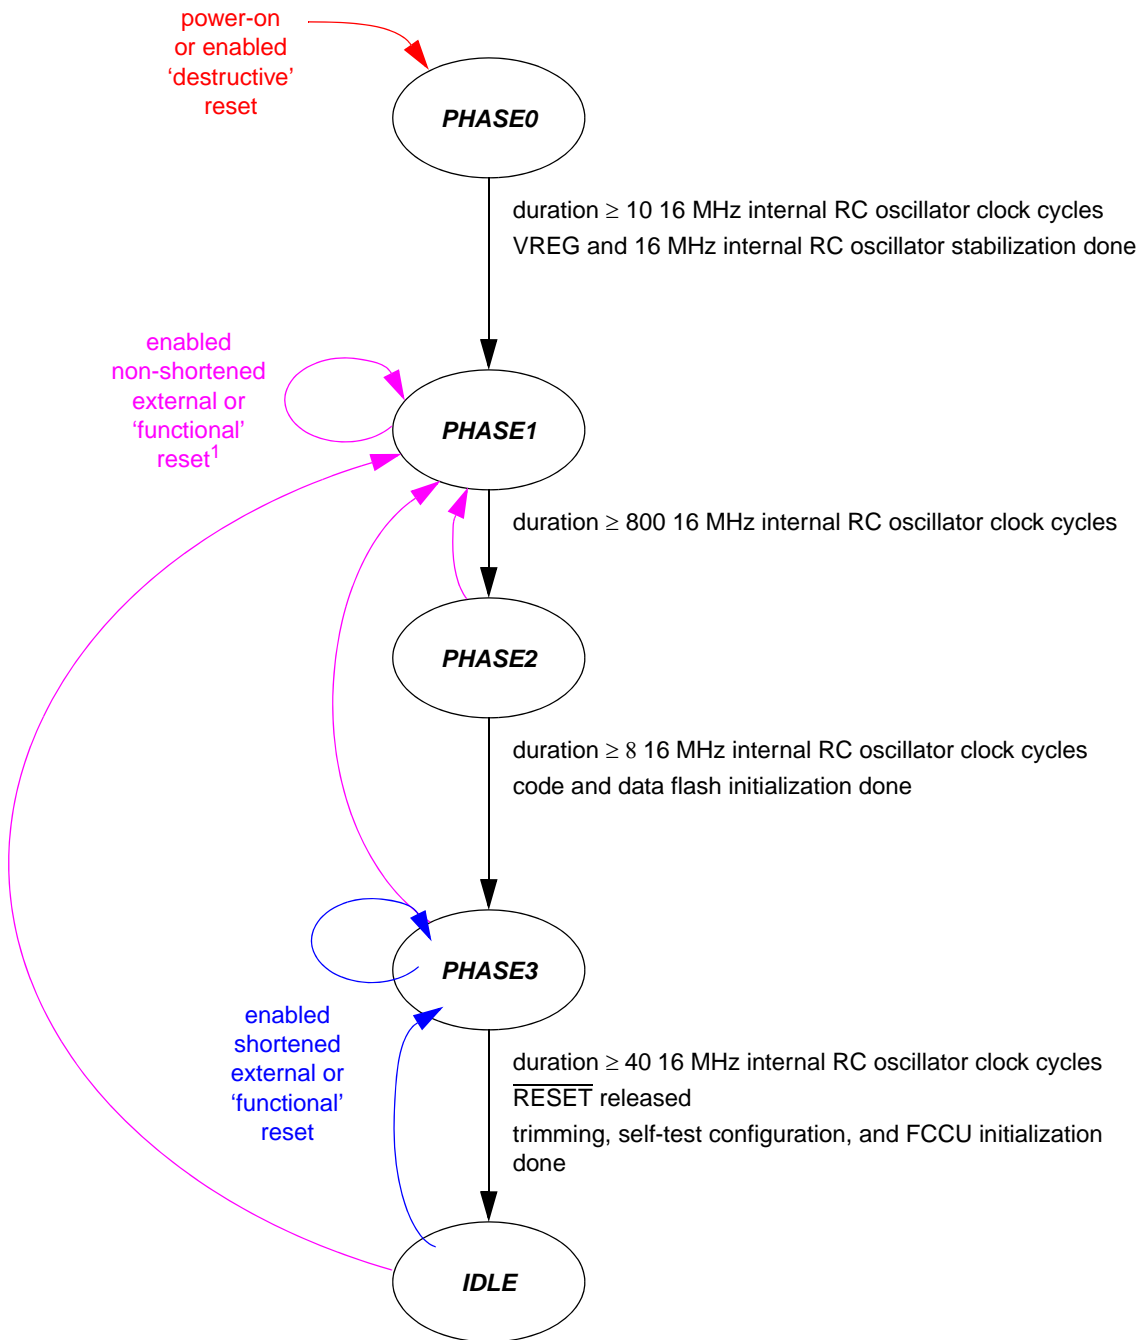 power-on
or enabled
‘destructive’
reset
PHASE0
duration ≥ 10 16 MHz internal RC oscillator clock cycles
VREG and 16 MHz internal RC oscillator stabilization done
enabled
non-shortened
external or
‘functional’
reset1
PHASE1
duration ≥ 800 16 MHz internal RC oscillator clock cycles
PHASE2
duration ≥ 8 16 MHz internal RC oscillator clock cycles
code and data flash initialization done
PHASE3
enabled
shortened
external or
‘functional’
reset
duration ≥ 40 16 MHz internal RC oscillator clock cycles
RESET released
trimming, self-test configuration, and FCCU initialization
done
IDLE